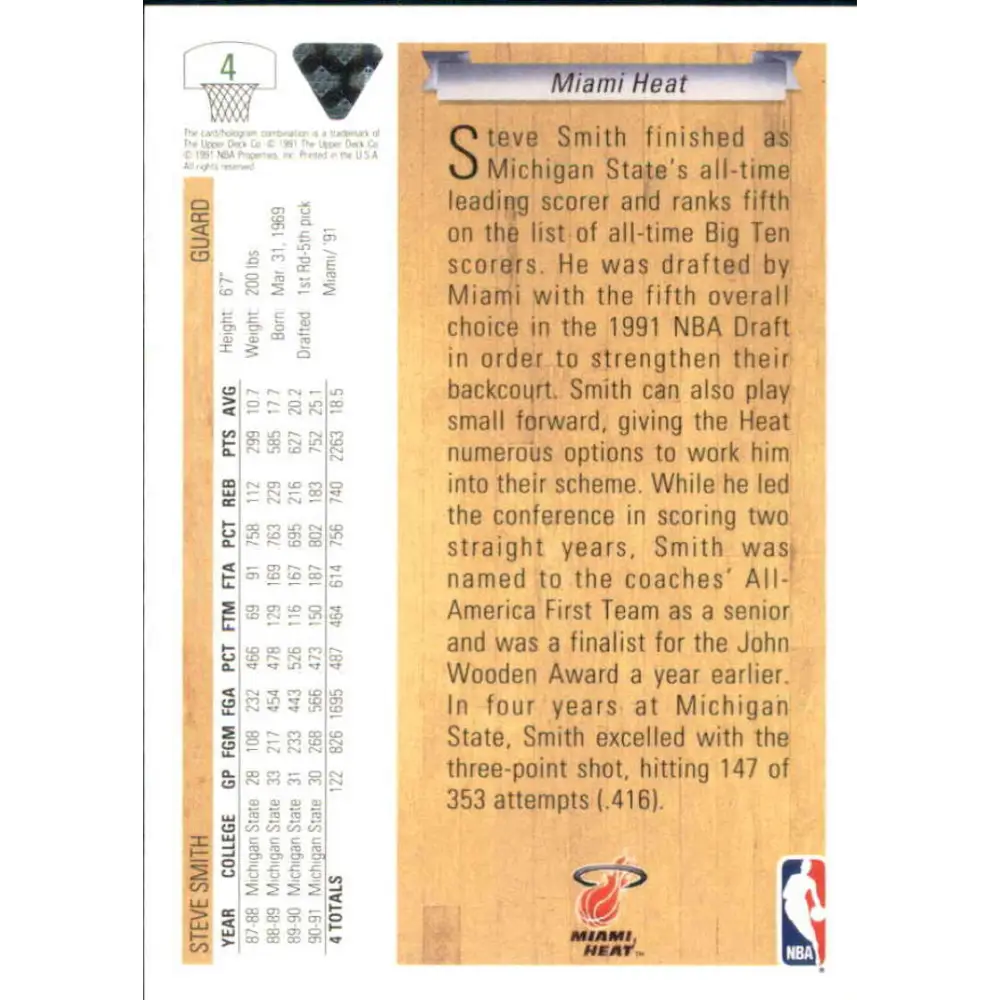 4
The card/hologram combination is a trademark of
The Upper Deck Co. © 1991 The Upper Deck Co.
© 1991 NBA Properties, Inc. Printed in the U.S.A.
All rights reserved.
STEVE SMITH GUARD
Height: 6'7"
Weight: 200 lbs
Born: Mar. 31, 1969
Drafted: 1st Rd-5th pick
Miami/ '91
YEAR COLLEGE GP FGM FGA PCT FTM FTA PCT REB PTS AVG
87-88 Michigan State 28 108 232 .466 69 91 .758 112 299 10.7
88-89 Michigan State 33 217 454 .478 129 169 .763 229 585 17.7
89-90 Michigan State 31 233 443 .526 116 167 .695 216 627 20.2
90-91 Michigan State 30 268 566 .473 150 187 .802 183 752 25.1
4 TOTALS 122 826 1695 .487 464 614 .756 740 2263 18.5
Miami Heat
Steve Smith finished as
Michigan State's all-time
leading scorer and ranks fifth
on the list of all-time Big Ten
scorers. He was drafted by
Miami with the fifth overall
choice in the 1991 NBA Draft
in order to strengthen their
backcourt. Smith can also play
small forward, giving the Heat
numerous options to work him
into their scheme. While he led
the conference in scoring two
straight years, Smith was
named to the coaches' All-
America First Team as a senior
and was a finalist for the John
Wooden Award a year earlier.
In four years at Michigan
State, Smith excelled with the
three-point shot, hitting 147 of
353 attempts (.416).
MIAMI
HEAT™
NBA
®